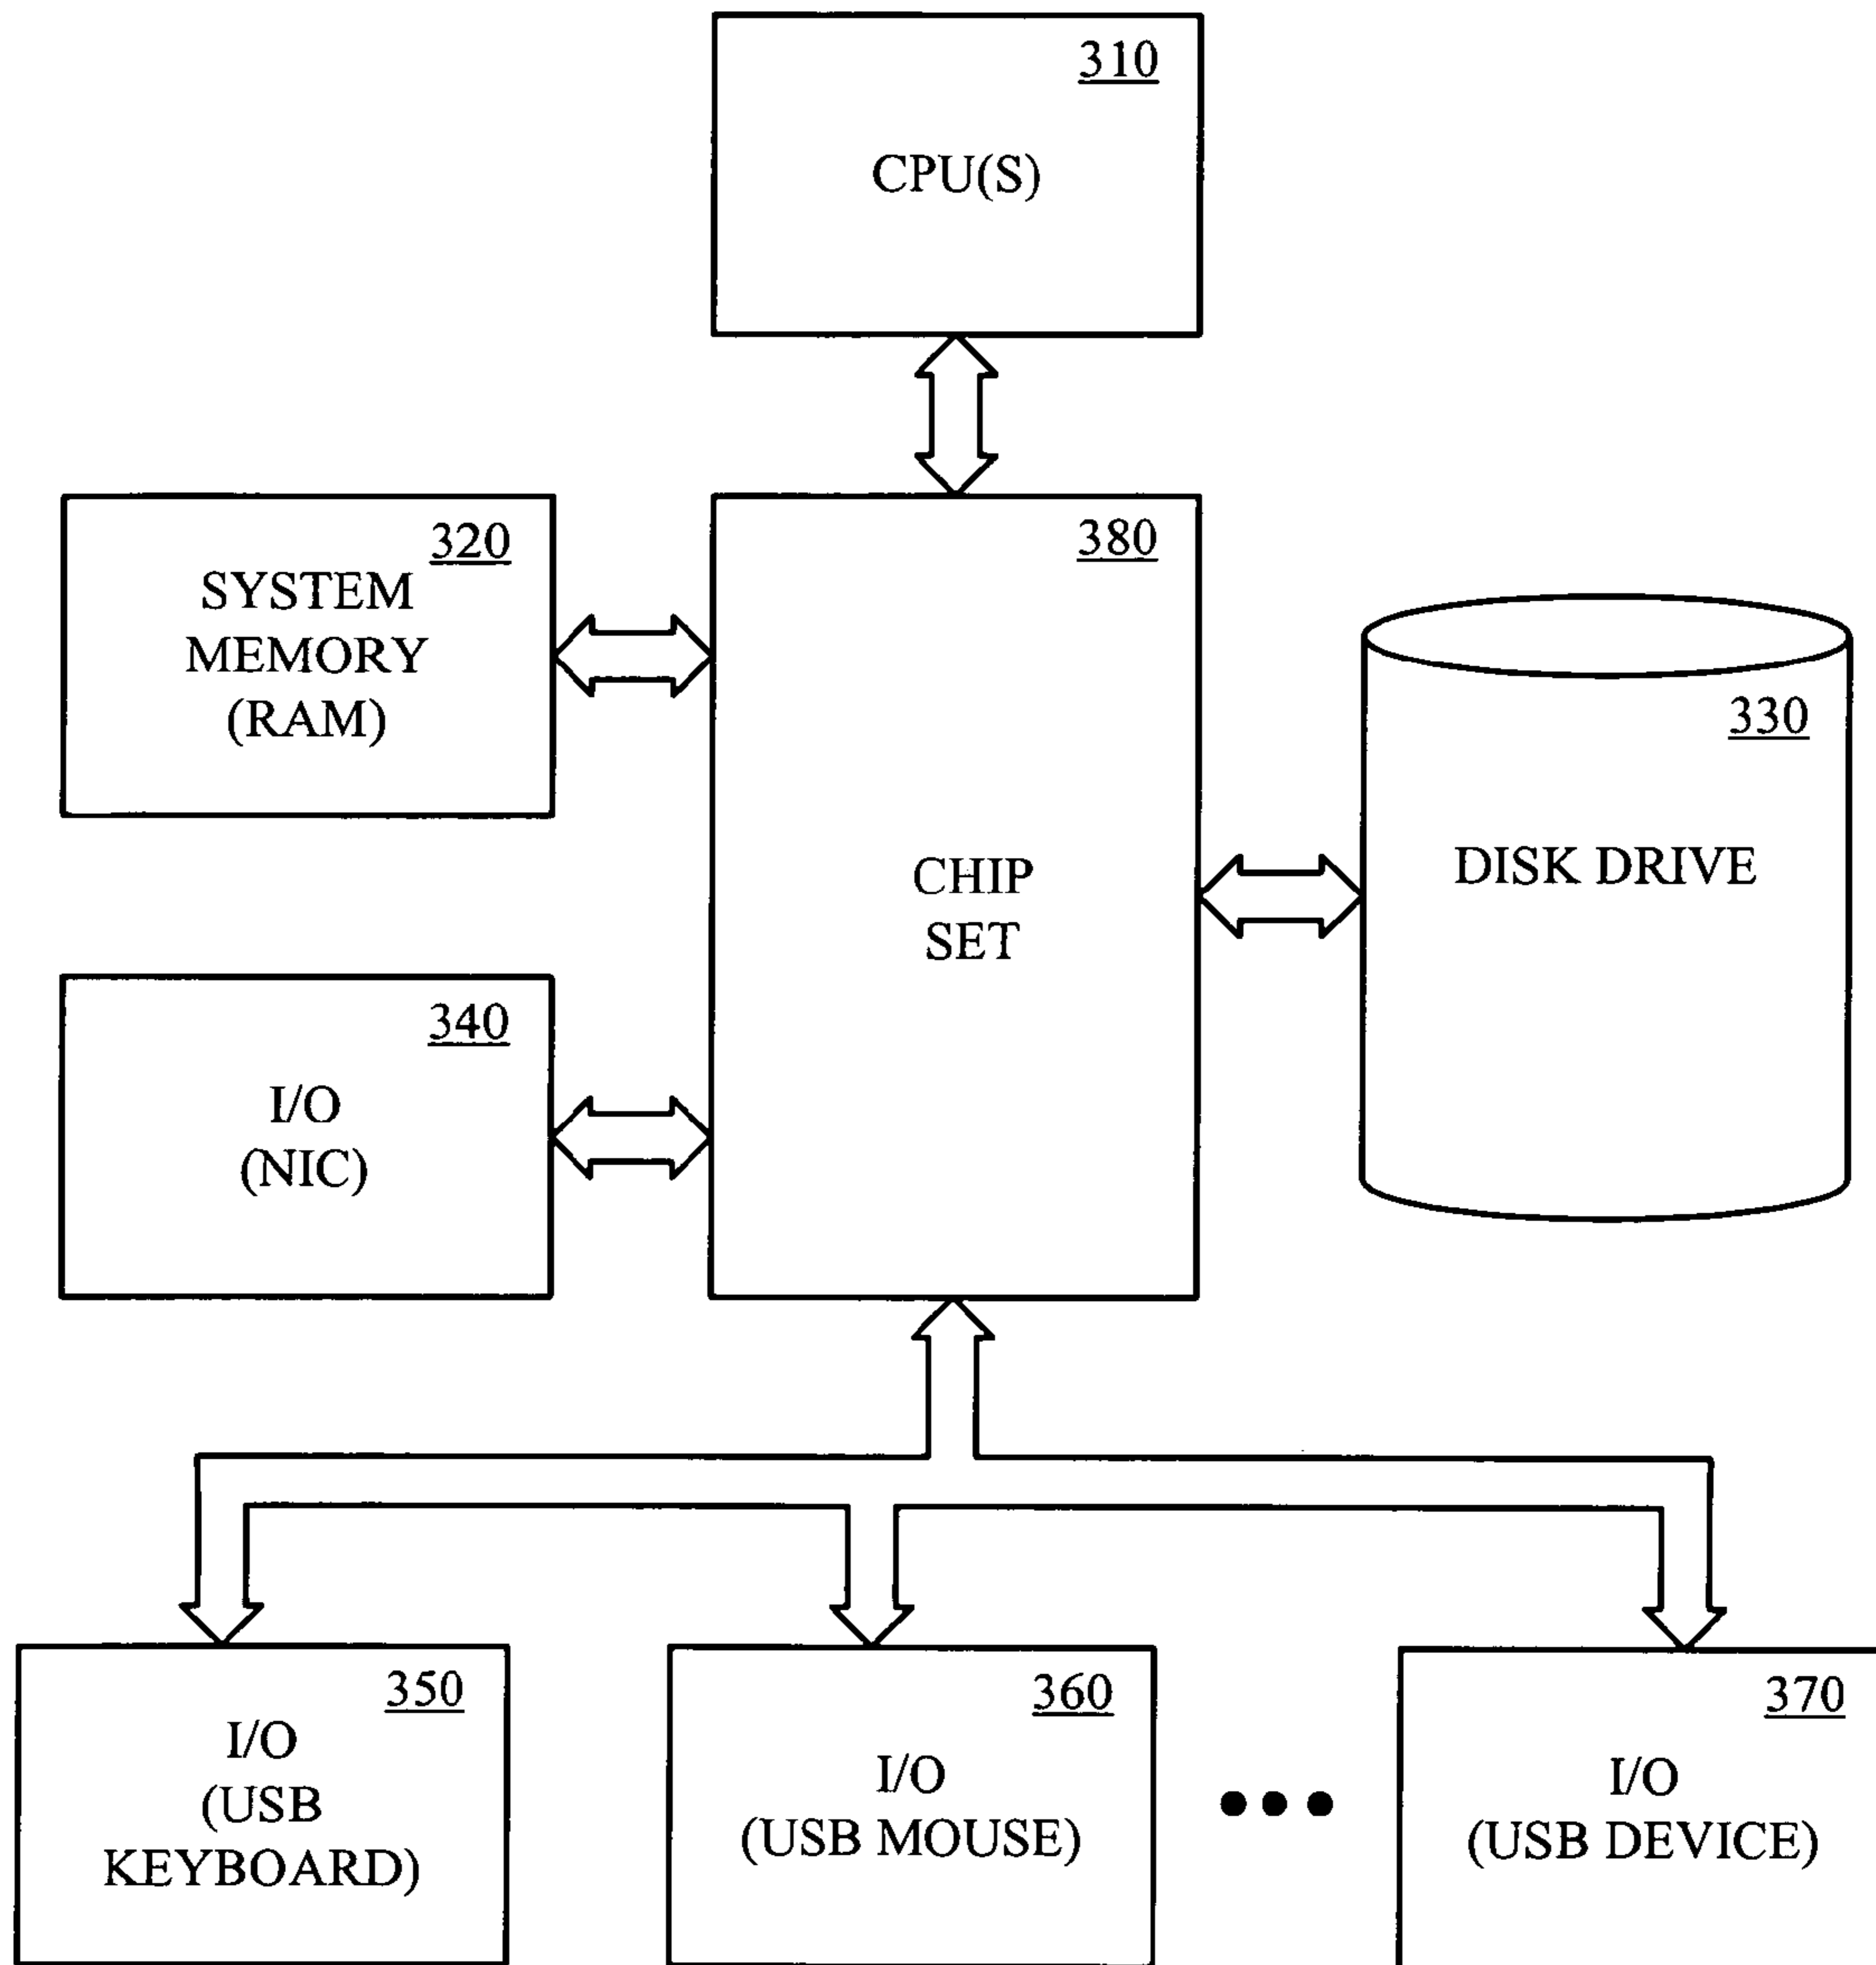 310
CPU(S)
320
SYSTEM
MEMORY
(RAM)
380
CHIP
SET
330
DISK DRIVE
340
I/O
(NIC)
350
I/O
(USB
KEYBOARD)
360
I/O
(USB MOUSE)
370
I/O
(USB DEVICE)